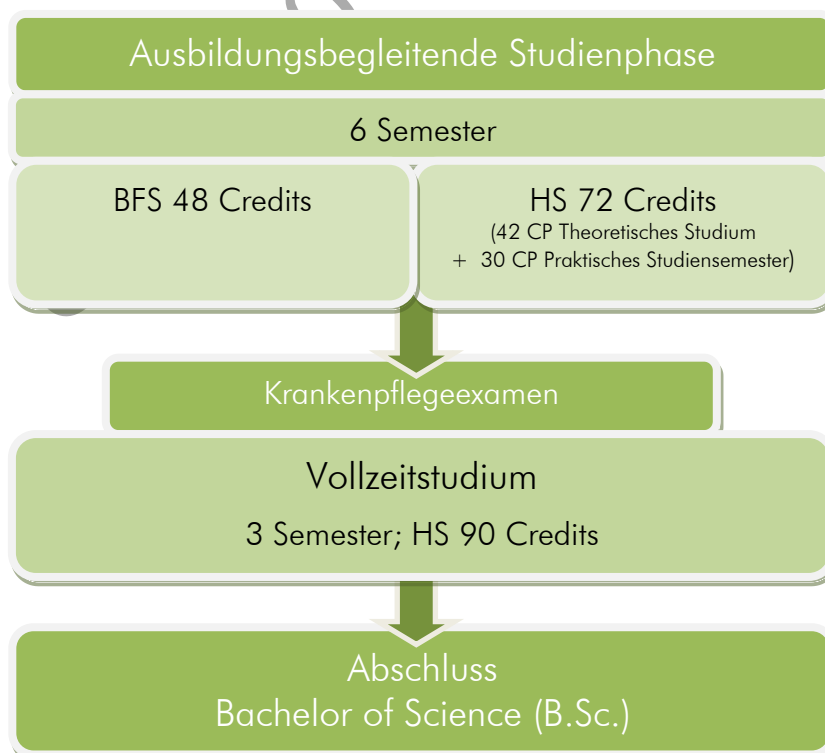 Ausbildungsbegleitende Studienphase
6 Semester
BFS 48 Credits
HS 72 Credits
(42 CP Theoretisches Studium
+ 30 CP Praktisches Studiensemester)
Krankenpflegeexamen
Vollzeitstudium
3 Semester; HS 90 Credits
Abschluss
Bachelor of Science (B.Sc.)